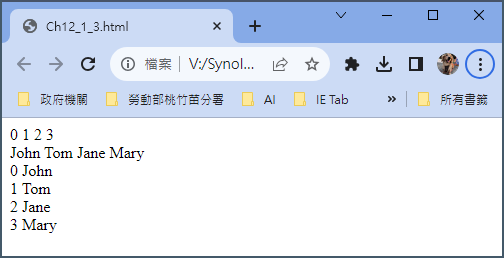 Ch12_1_3.html
檔案 V:/Synol...
政府機關 勞動部桃竹苗分署 AI IE Tab » 所有書籤
0 1 2 3
John Tom Jane Mary
0 John
1 Tom
2 Jane
3 Mary